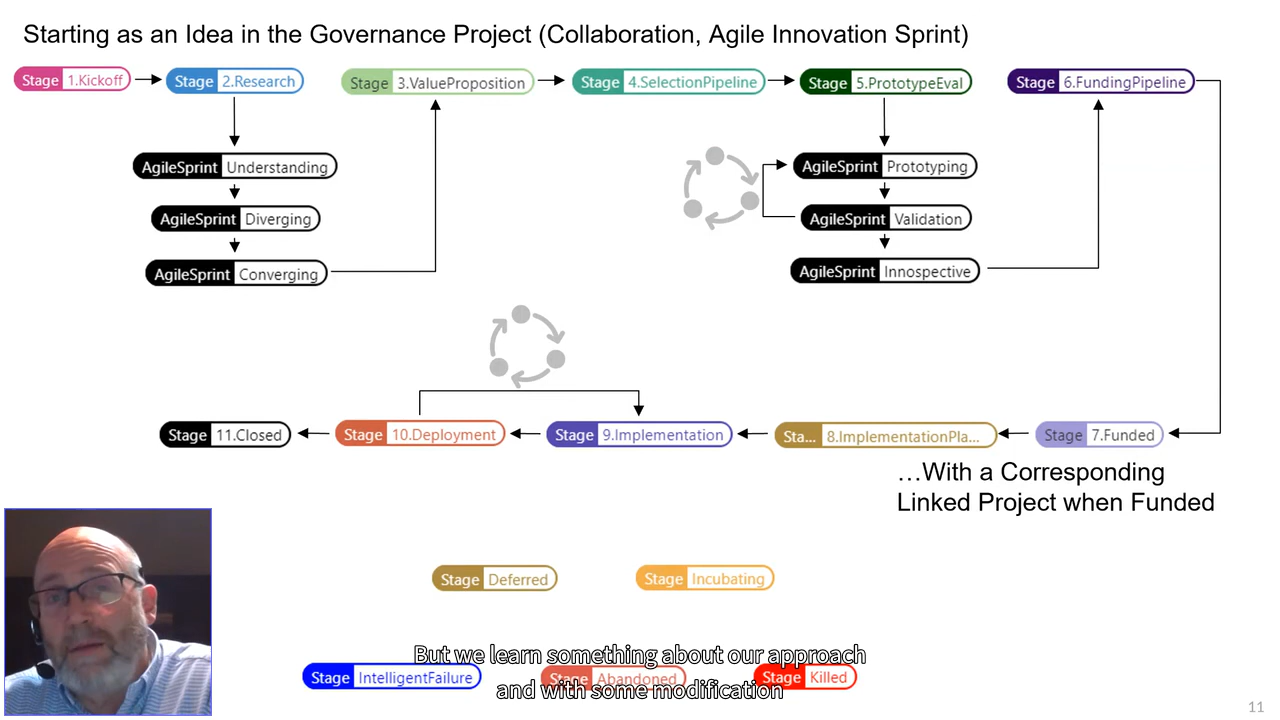 Starting as an Idea in the Governance Project (Collaboration, Agile Innovation Sprint)
Stage 1.Kickoff
Stage 2.Research
Stage 3.ValueProposition
Stage 4.SelectionPipeline
Stage 5.PrototypeEval
Stage 6.FundingPipeline
AgileSprint Understanding
AgileSprint Diverging
AgileSprint Converging
AgileSprint Prototyping
AgileSprint Validation
AgileSprint Innospective
Stage 11.Closed
Stage 10.Deployment
Stage 9.Implementation
Sta... 8.ImplementationPla...
Stage 7.Funded
…With a Corresponding
Linked Project when Funded
Stage Deferred
Stage Incubating
Stage IntelligentFailure
Stage Abandoned
Stage Killed
But we learn something about our approach
and with some modification
11